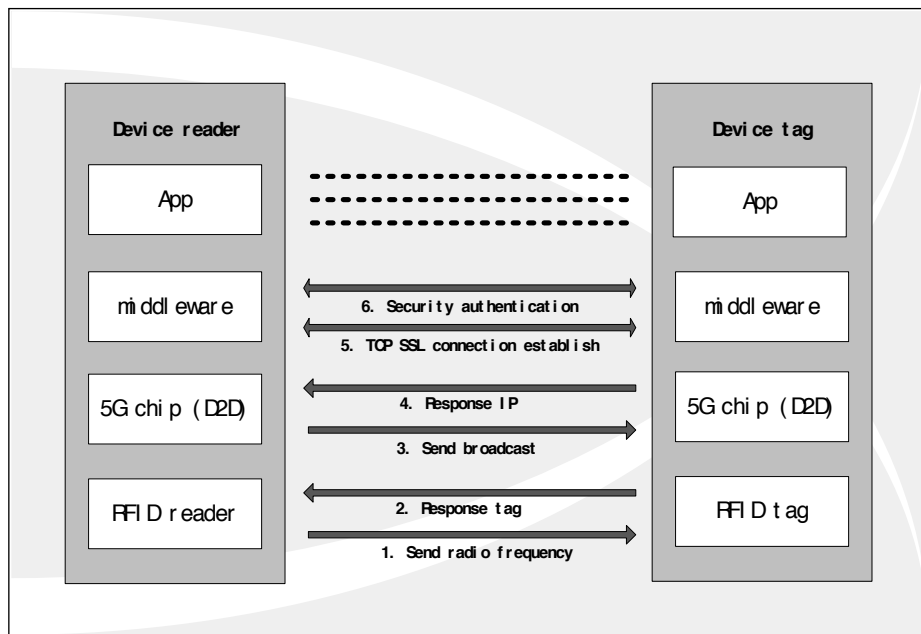 Device reader
Device tag
App
App
middleware
middleware
6. Security authentication
5. TCP SSL connection establish
5G chip (D2D)
5G chip (D2D)
4. Response IP
3. Send broadcast
RFID reader
RFID tag
2. Response tag
1. Send radio frequency